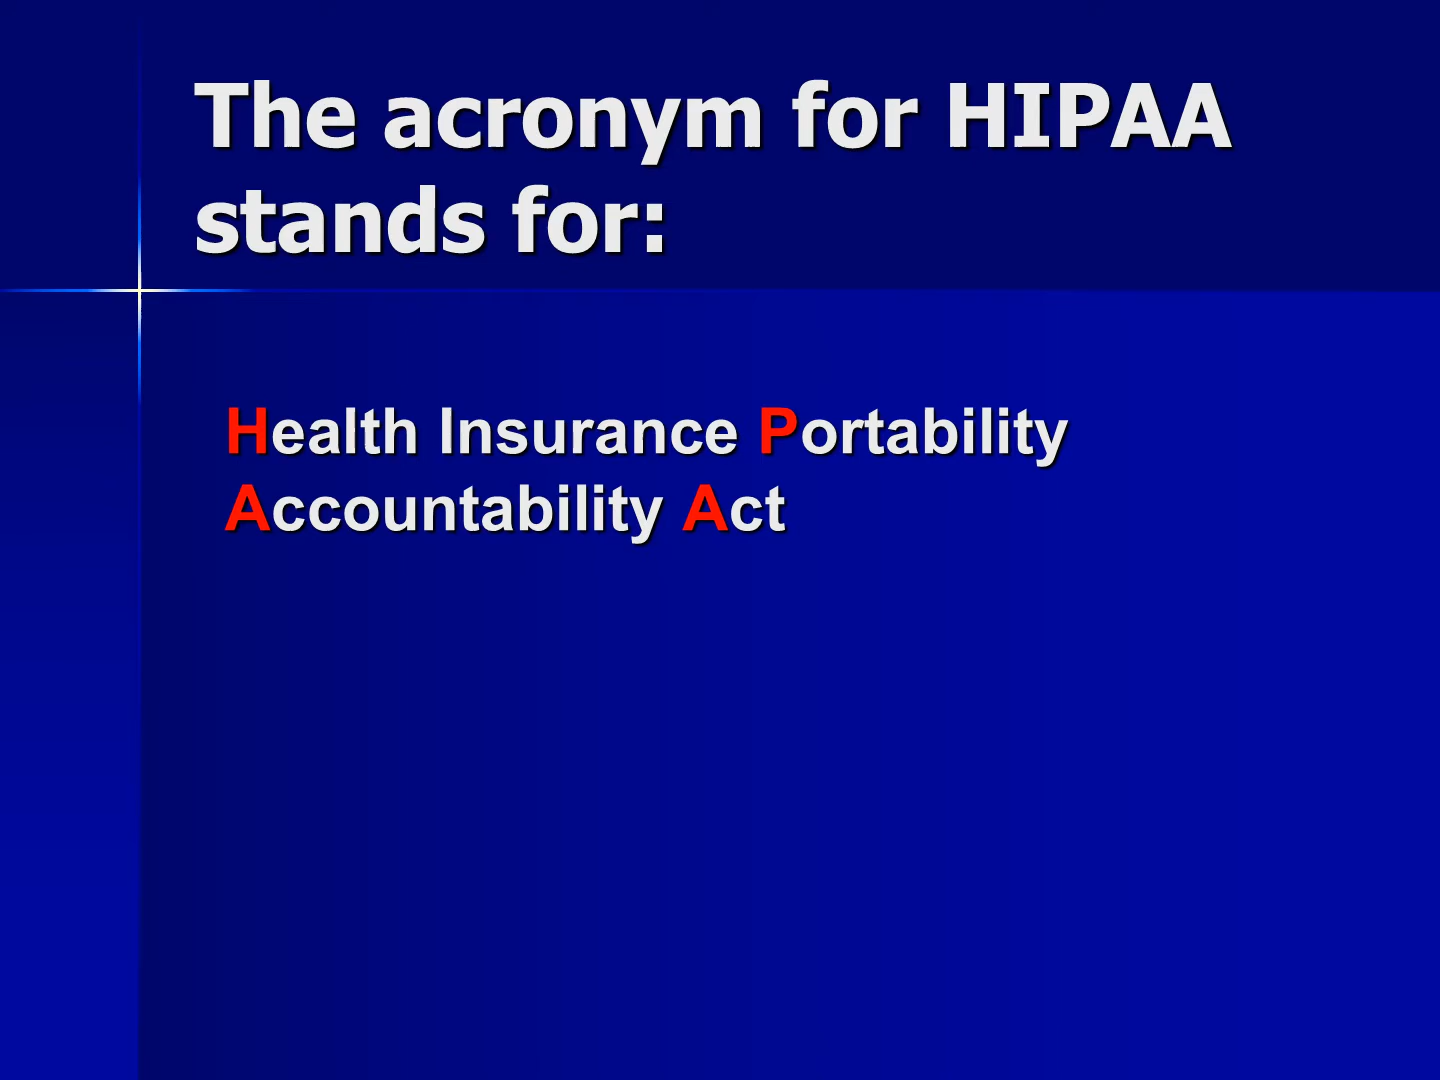 The acronym for HIPAA
stands for:
Health Insurance Portability
Accountability Act